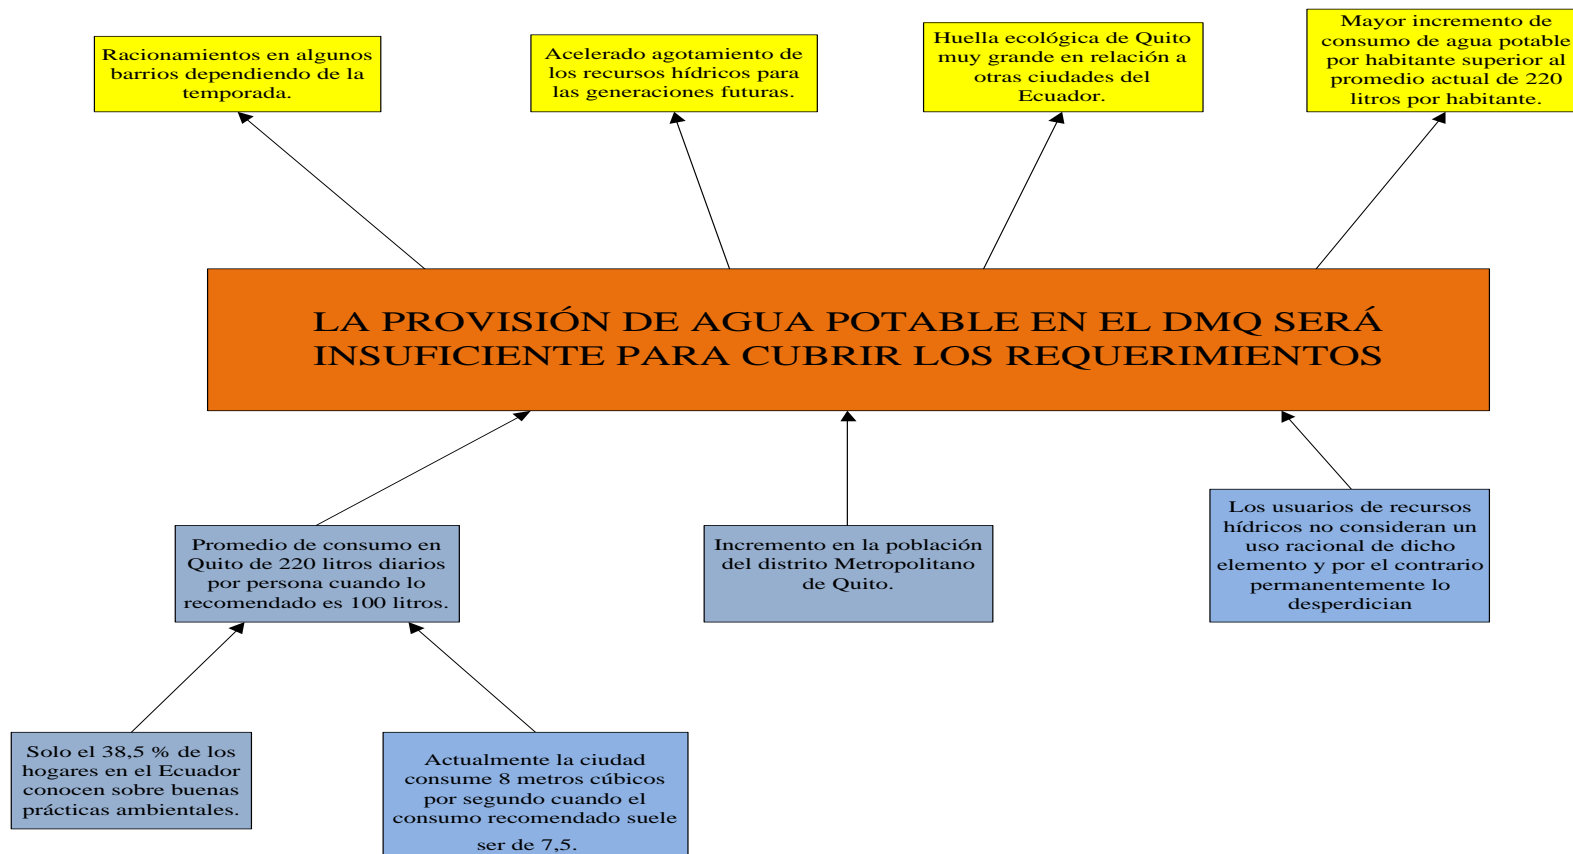 Racionamientos en algunos
barrios dependiendo de la
temporada.
Acelerado agotamiento de
los recursos hídricos para
las generaciones futuras.
Huella ecológica de Quito
muy grande en relación a
otras ciudades del
Ecuador.
Mayor incremento de
consumo de agua potable
por habitante superior al
promedio actual de 220
litros por habitante.
LA PROVISIÓN DE AGUA POTABLE EN EL DMQ SERÁ
INSUFICIENTE PARA CUBRIR LOS REQUERIMIENTOS
Promedio de consumo en
Quito de 220 litros diarios
por persona cuando lo
recomendado es 100 litros.
Incremento en la población
del distrito Metropolitano
de Quito.
Los usuarios de recursos
hídricos no consideran un
uso racional de dicho
elemento y por el contrario
permanentemente lo
desperdician
Solo el 38,5 % de los
hogares en el Ecuador
conocen sobre buenas
prácticas ambientales.
Actualmente la ciudad
consume 8 metros cúbicos
por segundo cuando el
consumo recomendado suele
ser de 7,5.